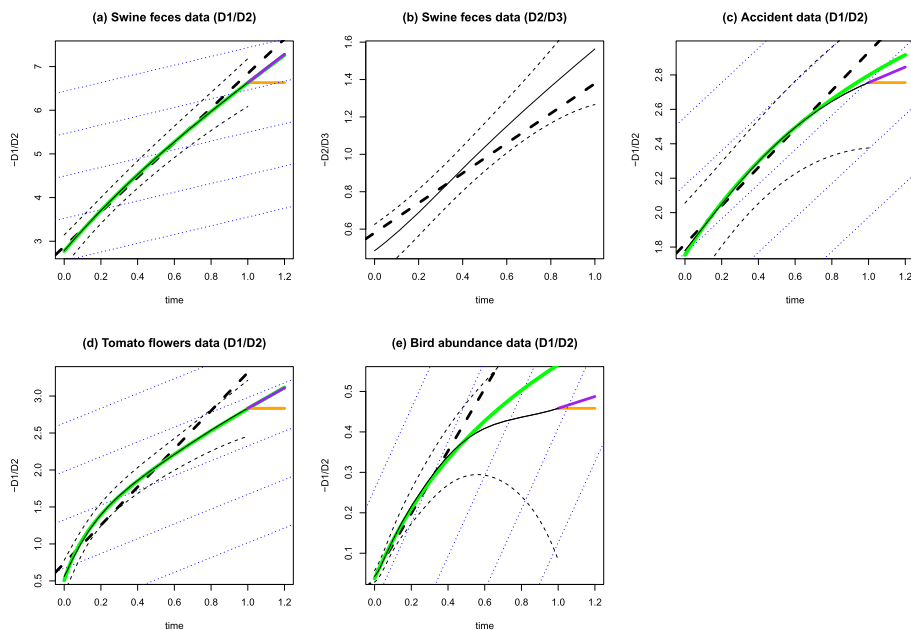 (a) Swine feces data (D1/D2)
−D1/D2
3 4 5 6 7
0.0 0.2 0.4 0.6 0.8 1.0 1.2
time
(b) Swine feces data (D2/D3)
−D2/D3
0.6 0.8 1.0 1.2 1.4 1.6
0.0 0.2 0.4 0.6 0.8 1.0
time
(c) Accident data (D1/D2)
−D1/D2
1.8 2.0 2.2 2.4 2.6 2.8
0.0 0.2 0.4 0.6 0.8 1.0 1.2
time
(d) Tomato flowers data (D1/D2)
−D1/D2
0.5 1.0 1.5 2.0 2.5 3.0
0.0 0.2 0.4 0.6 0.8 1.0 1.2
time
(e) Bird abundance data (D1/D2)
−D1/D2
0.1 0.2 0.3 0.4 0.5
0.0 0.2 0.4 0.6 0.8 1.0 1.2
time